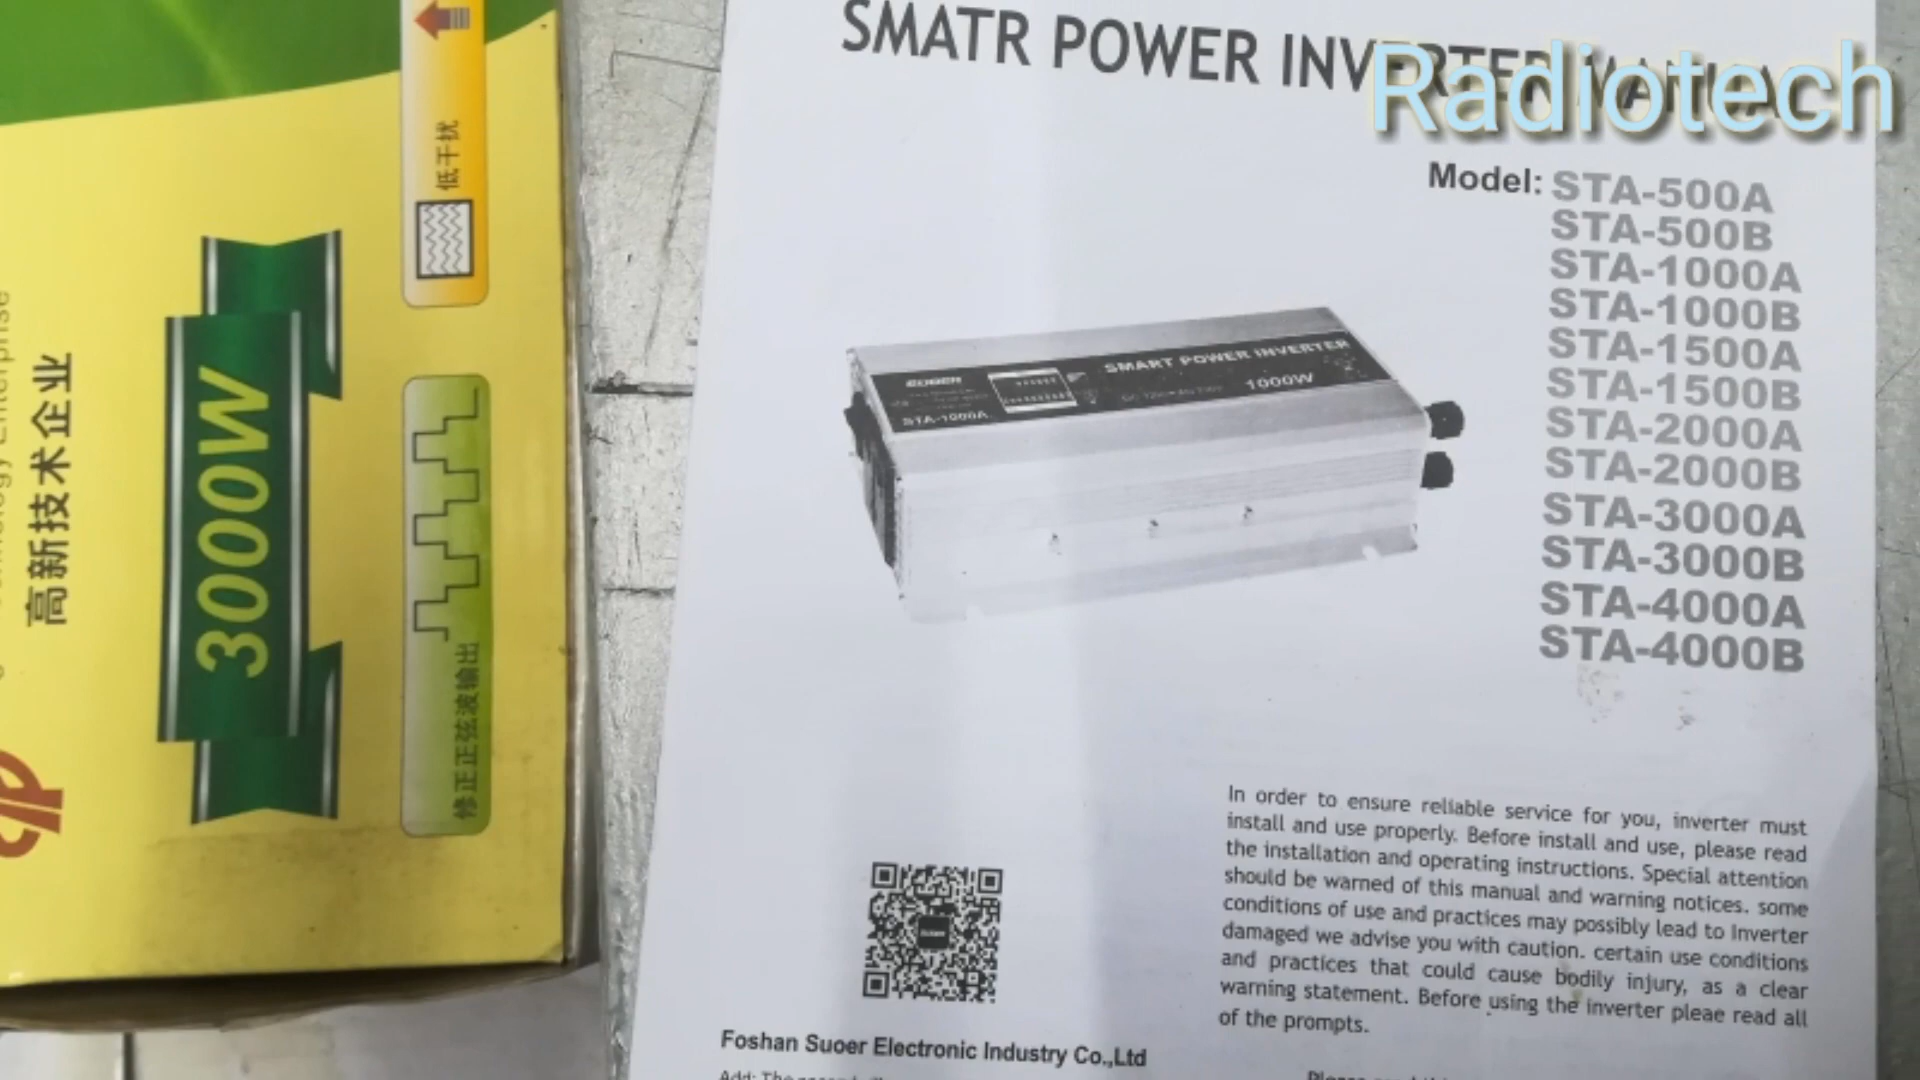 SMATR POWER INVERTER MANUAL
Radiotech
Model: STA-500A
STA-500B
STA-1000A
STA-1000B
STA-1500A
STA-1500B
STA-2000A
STA-2000B
STA-3000A
STA-3000B
STA-4000A
STA-4000B
SUOER
SMART POWER INVERTER
STA-1000A
1000W
In order to ensure reliable service for you, inverter must
install and use properly. Before install and use, please read
the installation and operating instructions. Special attention
should be warned of this manual and warning notices. some
conditions of use and practices may possibly lead to Inverter
damaged we advise you with caution. certain use conditions
and practices that could cause bodily injury, as a clear
warning statement. Before using the inverter pleae read all
of the prompts.
Foshan Suoer Electronic Industry Co.,Ltd
Enterprise
高新技术企业
3000W
低干扰
修正正弦波输出